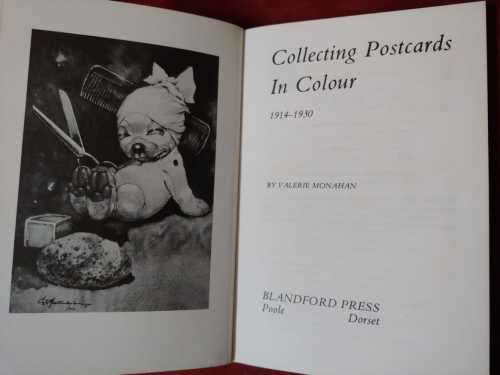 Collecting Postcards
In Colour
1914–1930
BY VALERIE MONAHAN
BLANDFORD PRESS
Poole Dorset